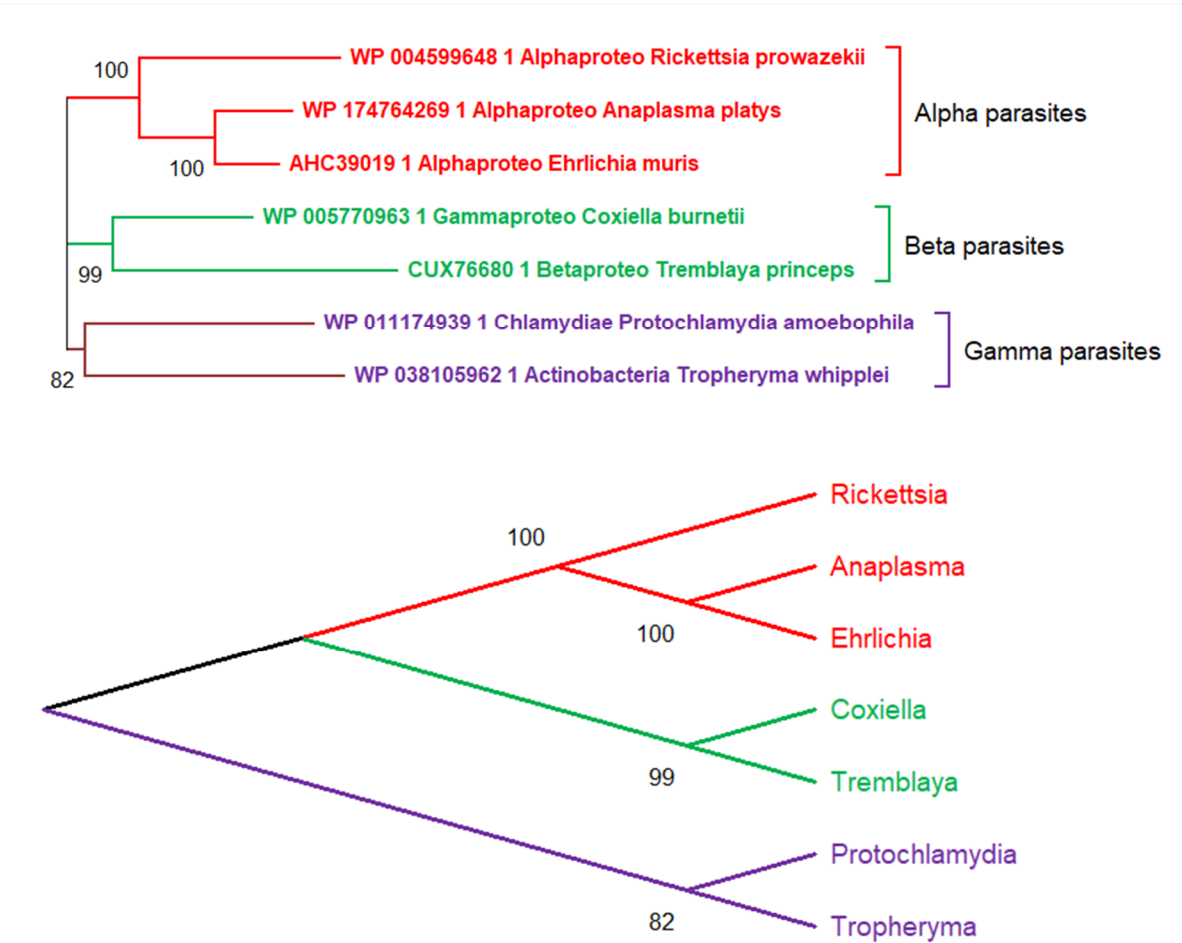 100
WP 004599648 1 Alphaproteo Rickettsia prowazekii
WP 174764269 1 Alphaproteo Anaplasma platys
Alpha parasites
100
AHC39019 1 Alphaproteo Ehrlichia muris
WP 005770963 1 Gammaproteo Coxiella burnetii
Beta parasites
99
CUX76680 1 Betaproteo Tremblaya princeps
WP 011174939 1 Chlamydiae Protochlamydia amoebophila
Gamma parasites
82
WP 038105962 1 Actinobacteria Tropheryma whipplei
Rickettsia
100
Anaplasma
100
Ehrlichia
Coxiella
99
Tremblaya
Protochlamydia
82
Tropheryma